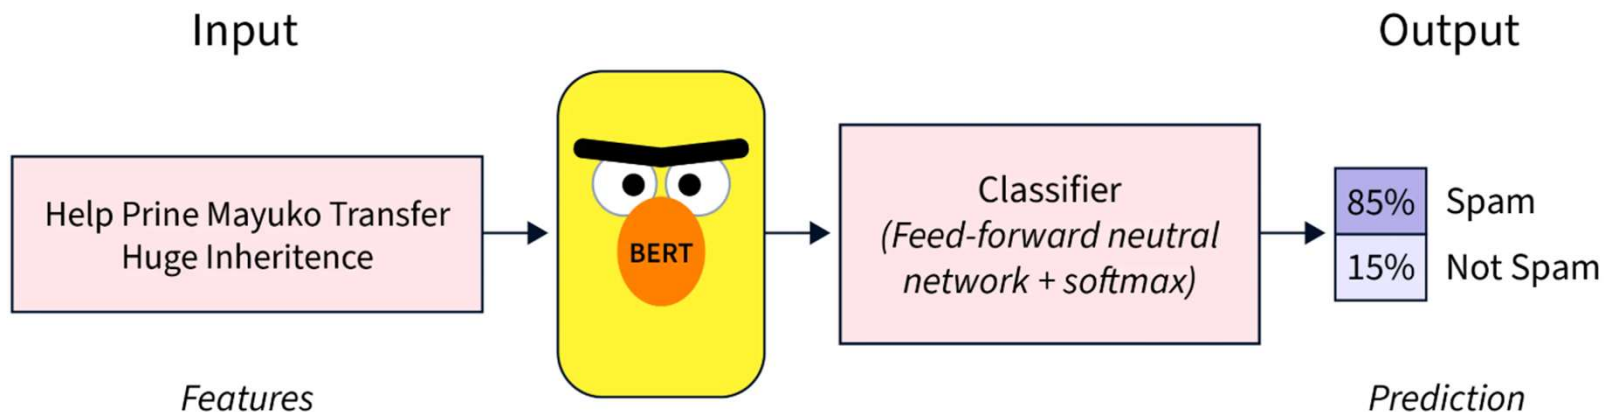 Input
Output
Help Prine Mayuko Transfer
Huge Inheritence
BERT
Classifier
(Feed-forward neutral
network + softmax)
85% Spam
15% Not Spam
Features
Prediction